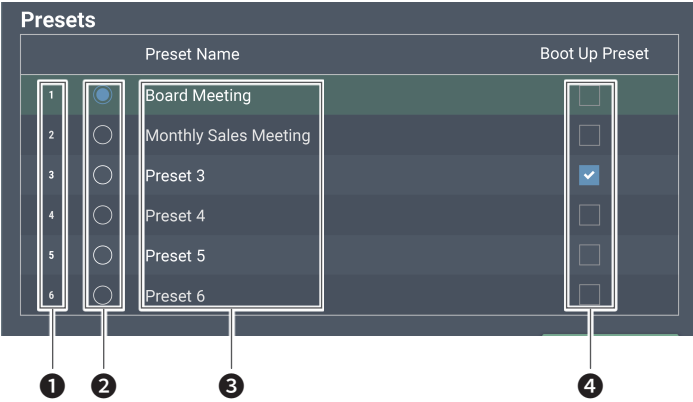 Presets
Preset Name Boot Up Preset
1 Board Meeting
2 Monthly Sales Meeting
3 Preset 3
4 Preset 4
5 Preset 5
6 Preset 6
1 2 3 4